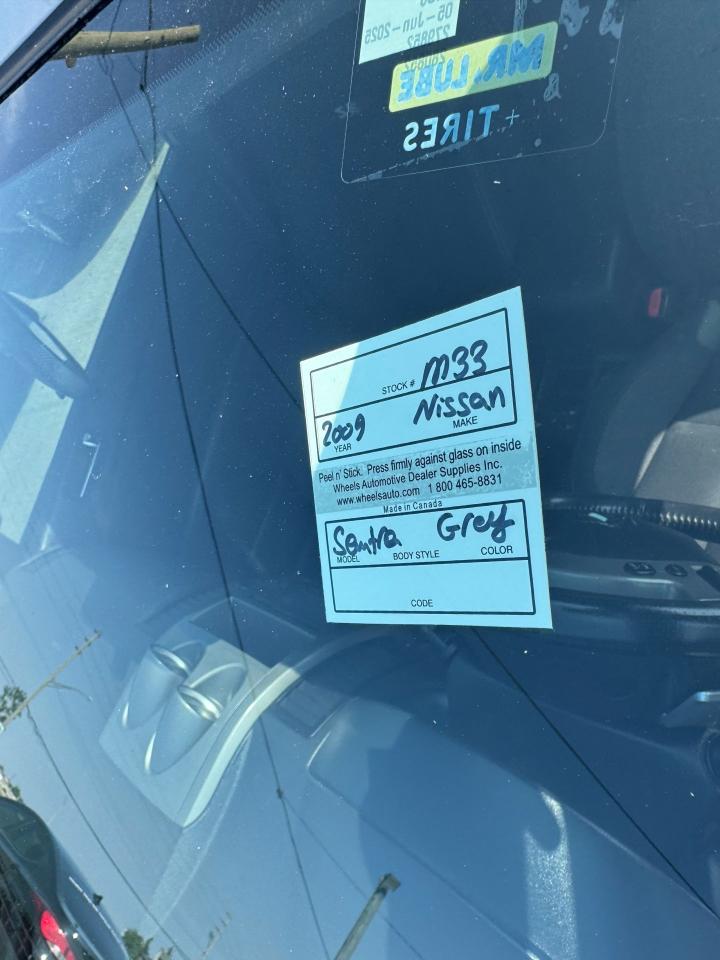 05-Jun-2025
279852
MR. LUBE
+ TIRES
STOCK # M33
2009 Nissan
YEAR MAKE
Peel n' Stick. Press firmly against glass on inside
Wheels Automotive Dealer Supplies Inc.
www.wheelsauto.com 1 800 465-8831
Made in Canada
Sentra Grey
MODEL BODY STYLE COLOR
CODE